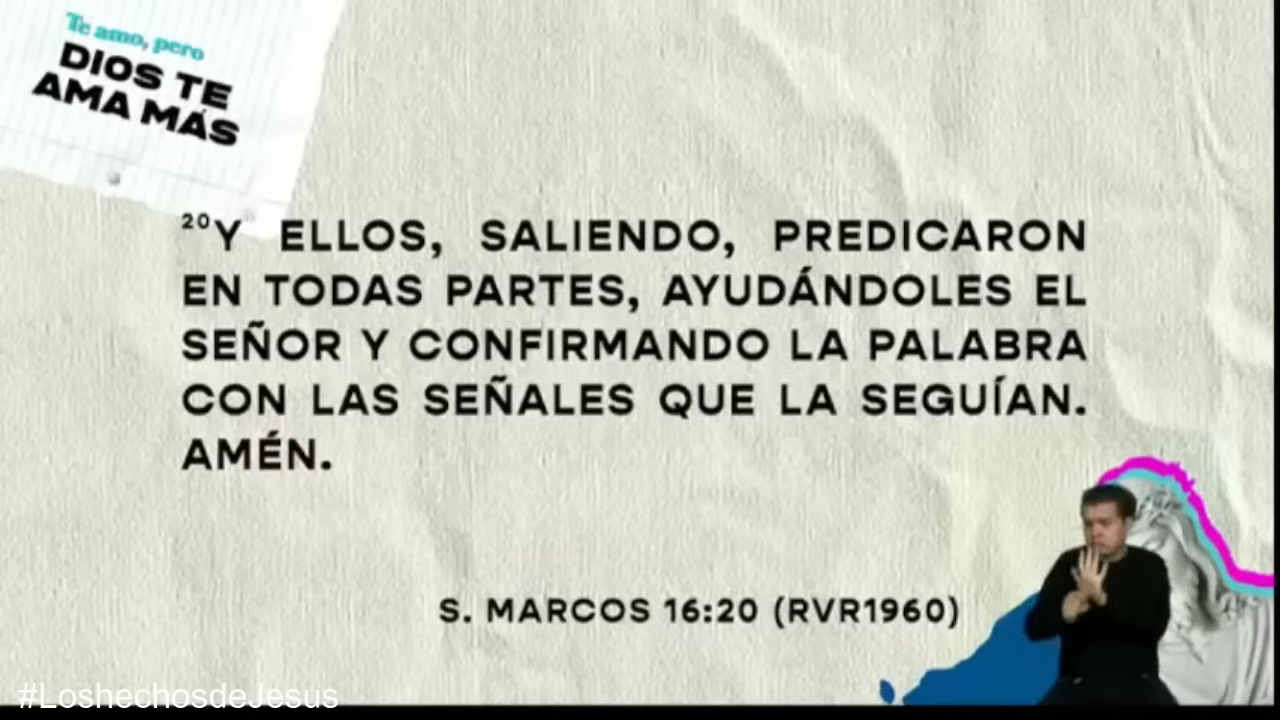 Te amo, pero
DIOS TE
AMA MÁS
20Y ELLOS, SALIENDO, PREDICARON
EN TODAS PARTES, AYUDÁNDOLES EL
SEÑOR Y CONFIRMANDO LA PALABRA
CON LAS SEÑALES QUE LA SEGUÍAN.
AMÉN.
S. MARCOS 16:20 (RVR1960)
#LoshechosdeJesus